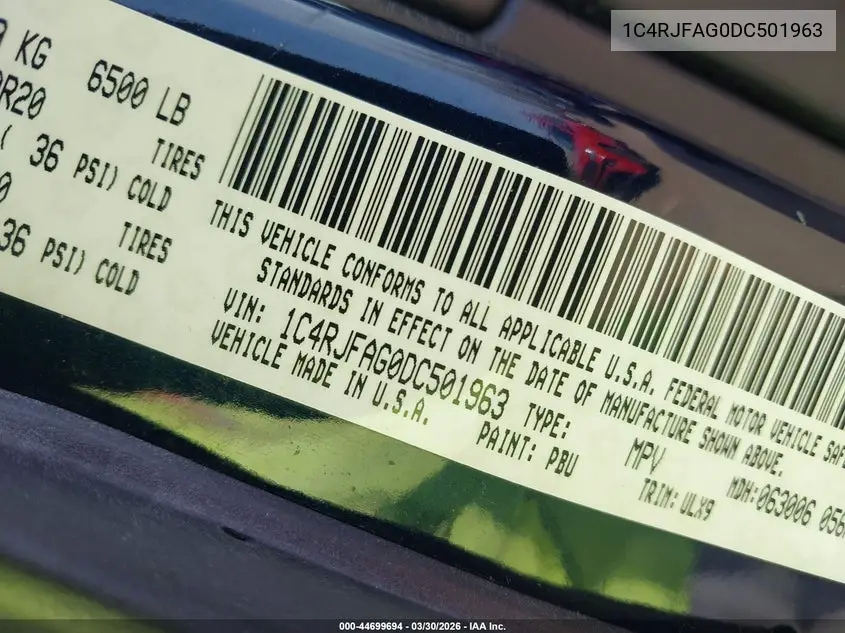 1C4RJFAG0DC501963
KG 6500 LB
R20 TIRES
( 36 PSI) COLD
TIRES
36 PSI) COLD
THIS VEHICLE CONFORMS TO ALL APPLICABLE U.S.A. FEDERAL MOTOR VEHICLE
STANDARDS IN EFFECT ON THE DATE OF MANUFACTURE SHOWN ABOVE.
VIN: 1C4RJFAG0DC501963 TYPE: MPV MDH:063006
VEHICLE MADE IN U.S.A. PAINT: PBU TRIM:ULX9
000-44699694 / 03/30/2026 - IAA Inc.